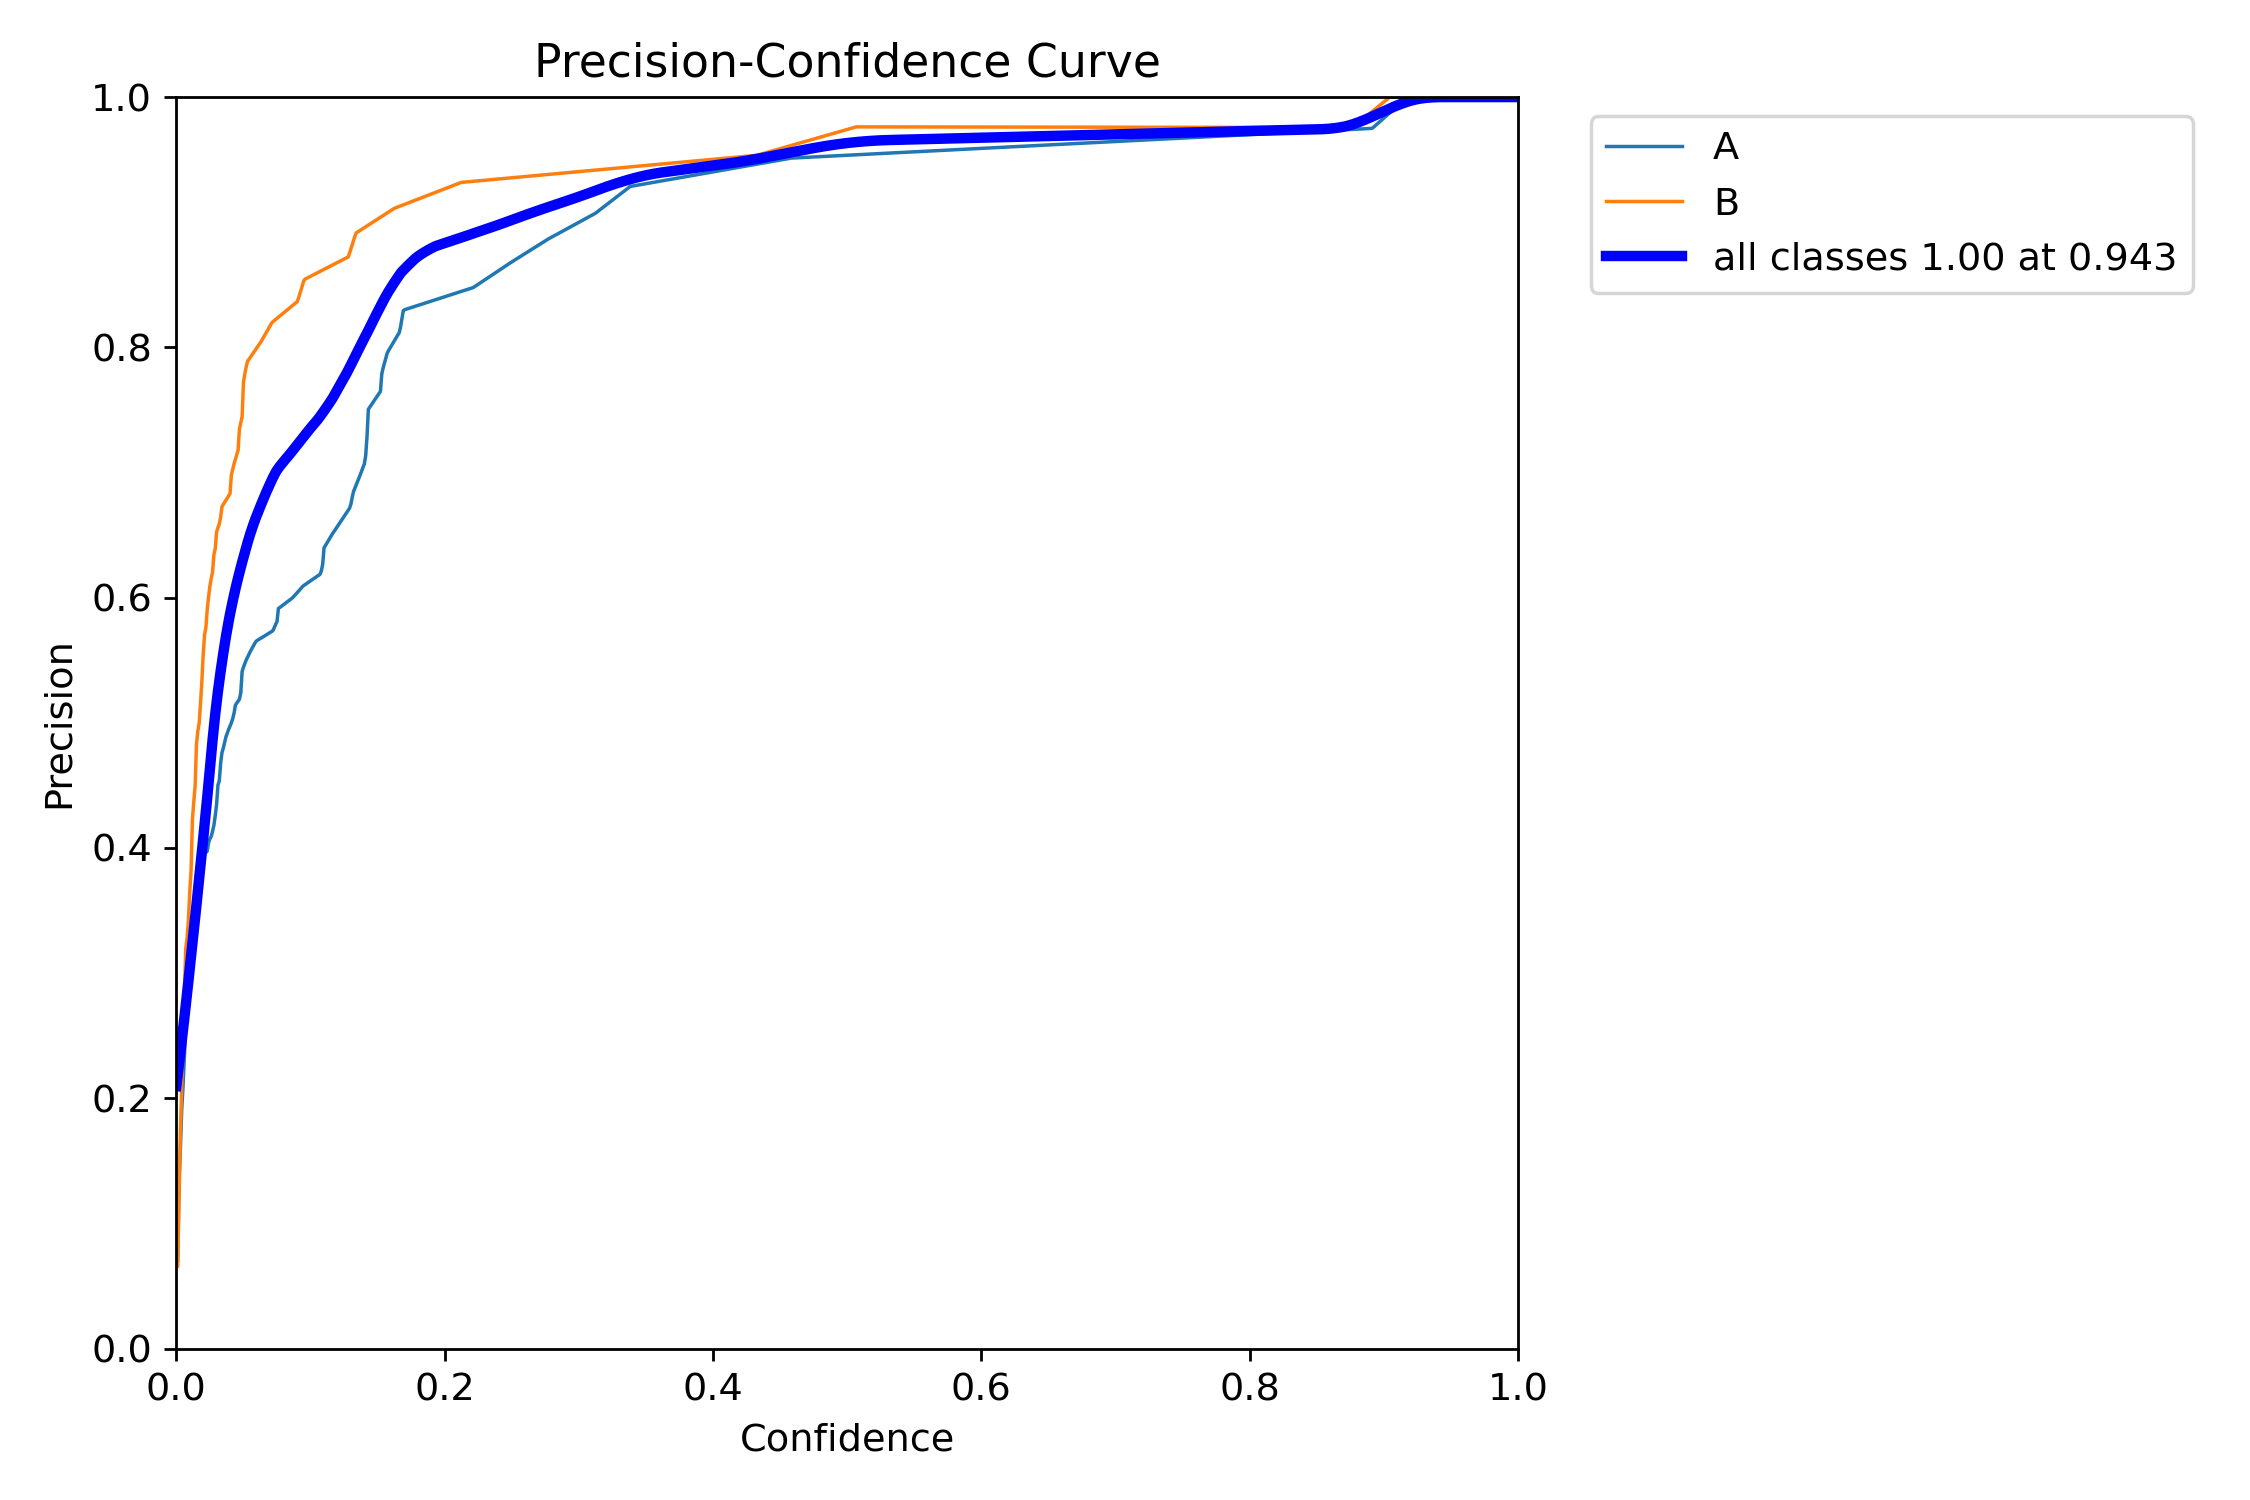 Precision-Confidence Curve
1.0
0.8
0.6
0.4
0.2
0.0
Precision
0.0 0.2 0.4 0.6 0.8 1.0
Confidence
A
B
all classes 1.00 at 0.943